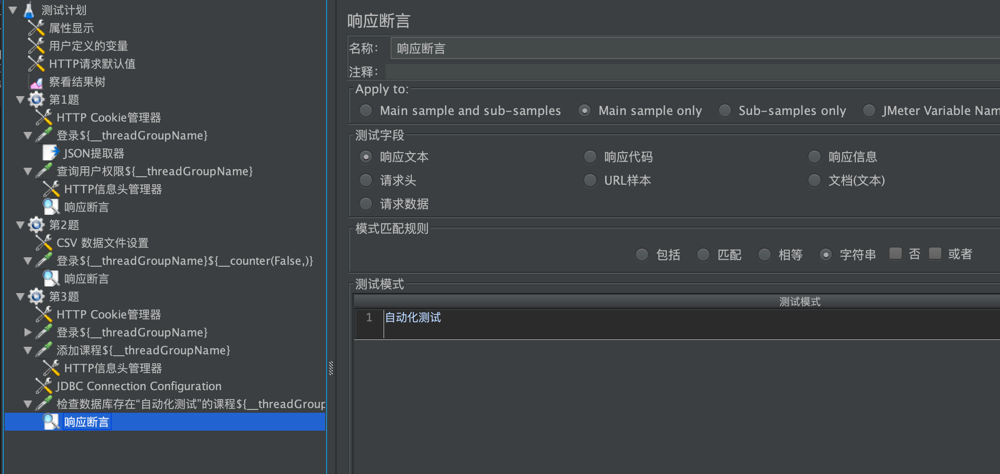 测试计划
属性显示
用户定义的变量
HTTP请求默认值
察看结果树
第1题
HTTP Cookie管理器
登录${__threadGroupName}
JSON提取器
查询用户权限${__threadGroupName}
HTTP信息头管理器
响应断言
第2题
CSV 数据文件设置
登录${__threadGroupName}${__counter(False,)}
响应断言
第3题
HTTP Cookie管理器
登录${__threadGroupName}
添加课程${__threadGroupName}
HTTP信息头管理器
JDBC Connection Configuration
检查数据库存在“自动化测试”的课程${__threadGroup
响应断言
响应断言
名称： 响应断言
注释：
Apply to:
Main sample and sub-samples Main sample only Sub-samples only JMeter Variable Nam
测试字段
响应文本 响应代码 响应信息
请求头 URL样本 文档(文本)
请求数据
模式匹配规则
包括 匹配 相等 字符串 否 或者
测试模式
测试模式
1 自动化测试